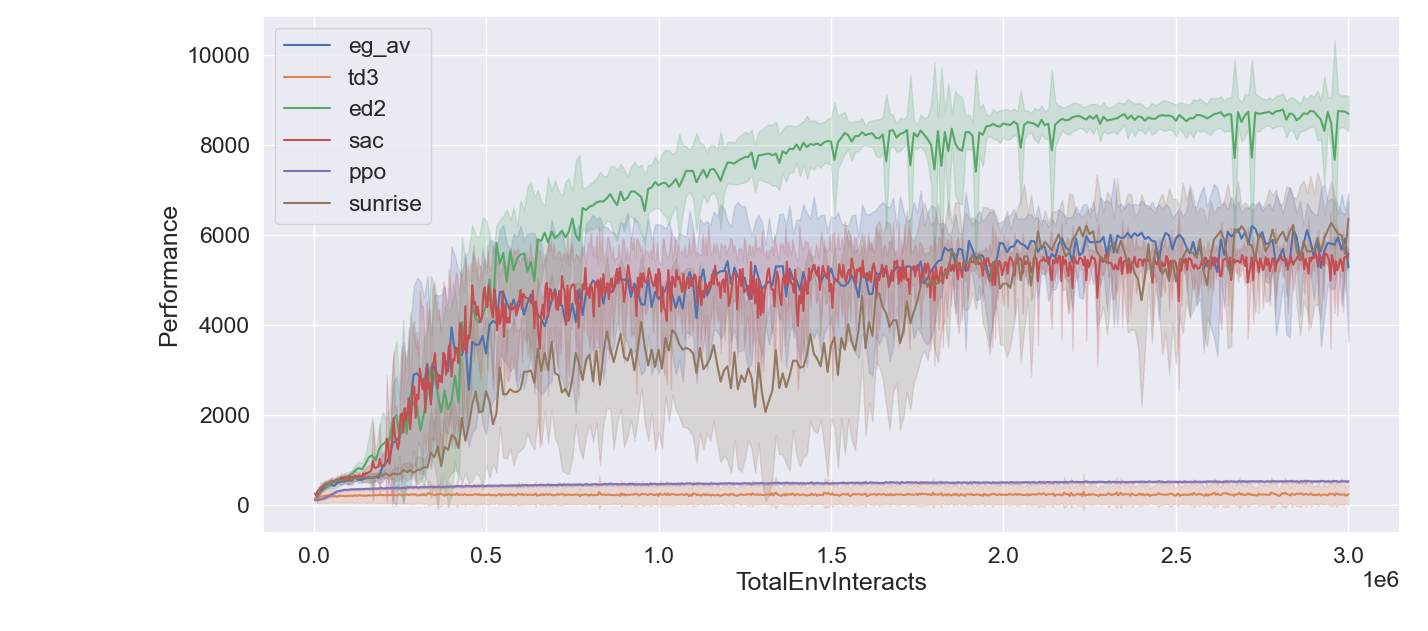 eg_av
td3
ed2
sac
ppo
sunrise
10000
8000
6000
4000
2000
0
Performance
0.0 0.5 1.0 1.5 2.0 2.5 3.0
1e6
TotalEnvInteracts